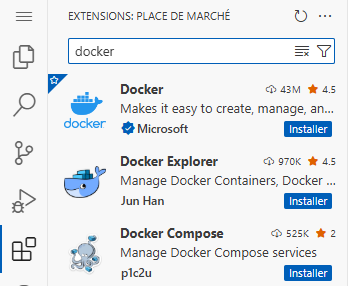 EXTENSIONS: PLACE DE MARCHÉ
docker
Docker 43M 4.5
Makes it easy to create, manage, an...
docker Microsoft Installer
Docker Explorer 970K 4.5
Manage Docker Containers, Docker ...
Jun Han Installer
Docker Compose 525K 2
Manage Docker Compose services
p1c2u Installer